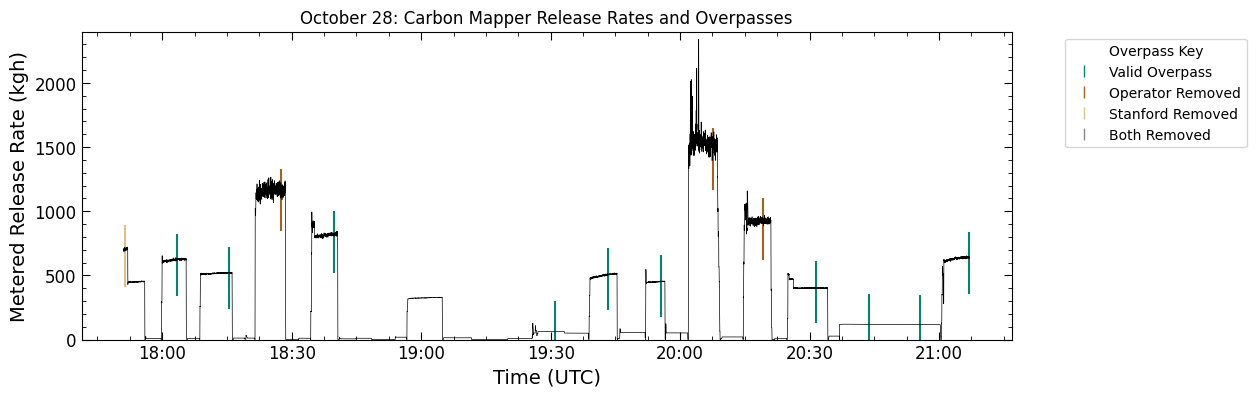 October 28: Carbon Mapper Release Rates and Overpasses
Metered Release Rate (kgh)
2000
1500
1000
500
0
18:00
18:30
19:00
19:30
20:00
20:30
21:00
Time (UTC)
Overpass Key
Valid Overpass
Operator Removed
Stanford Removed
Both Removed